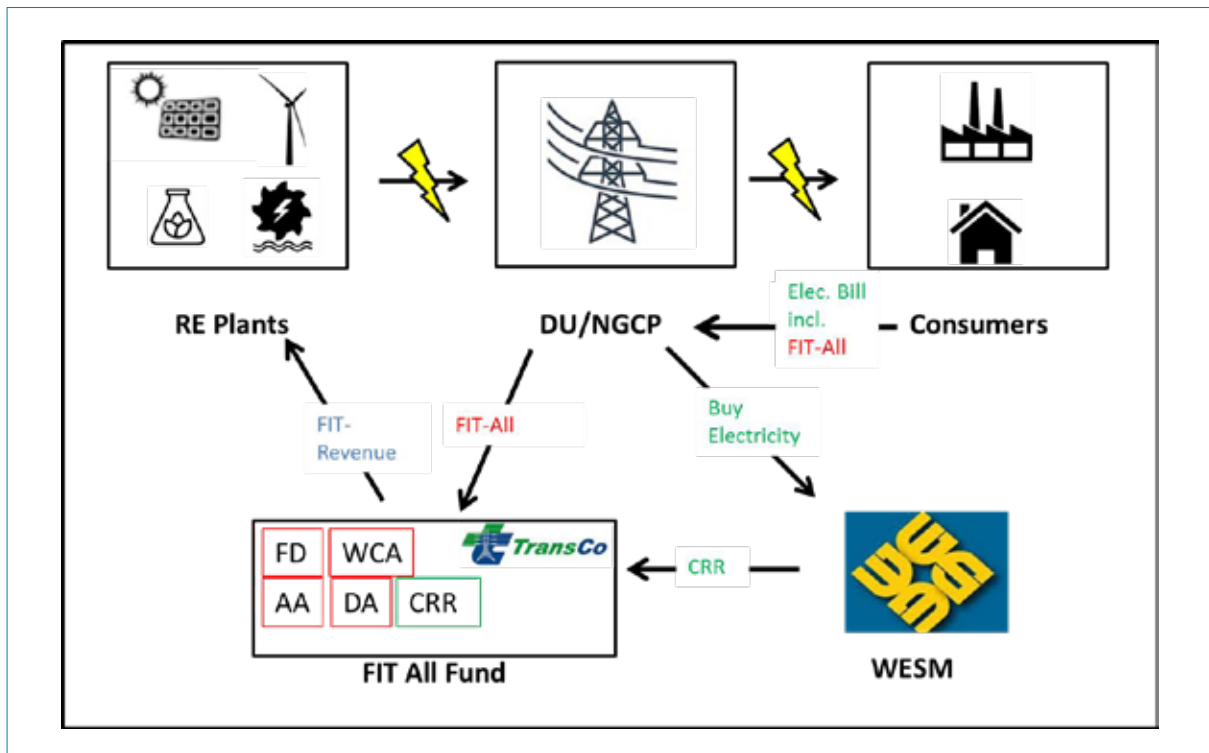 RE Plants
DU/NGCP
Elec. Bill
incl.
FIT-All
Consumers
FIT-
Revenue
FIT-All
Buy
Electricity
FD
WCA
TransCo
AA
DA
CRR
CRR
FIT All Fund
WESM